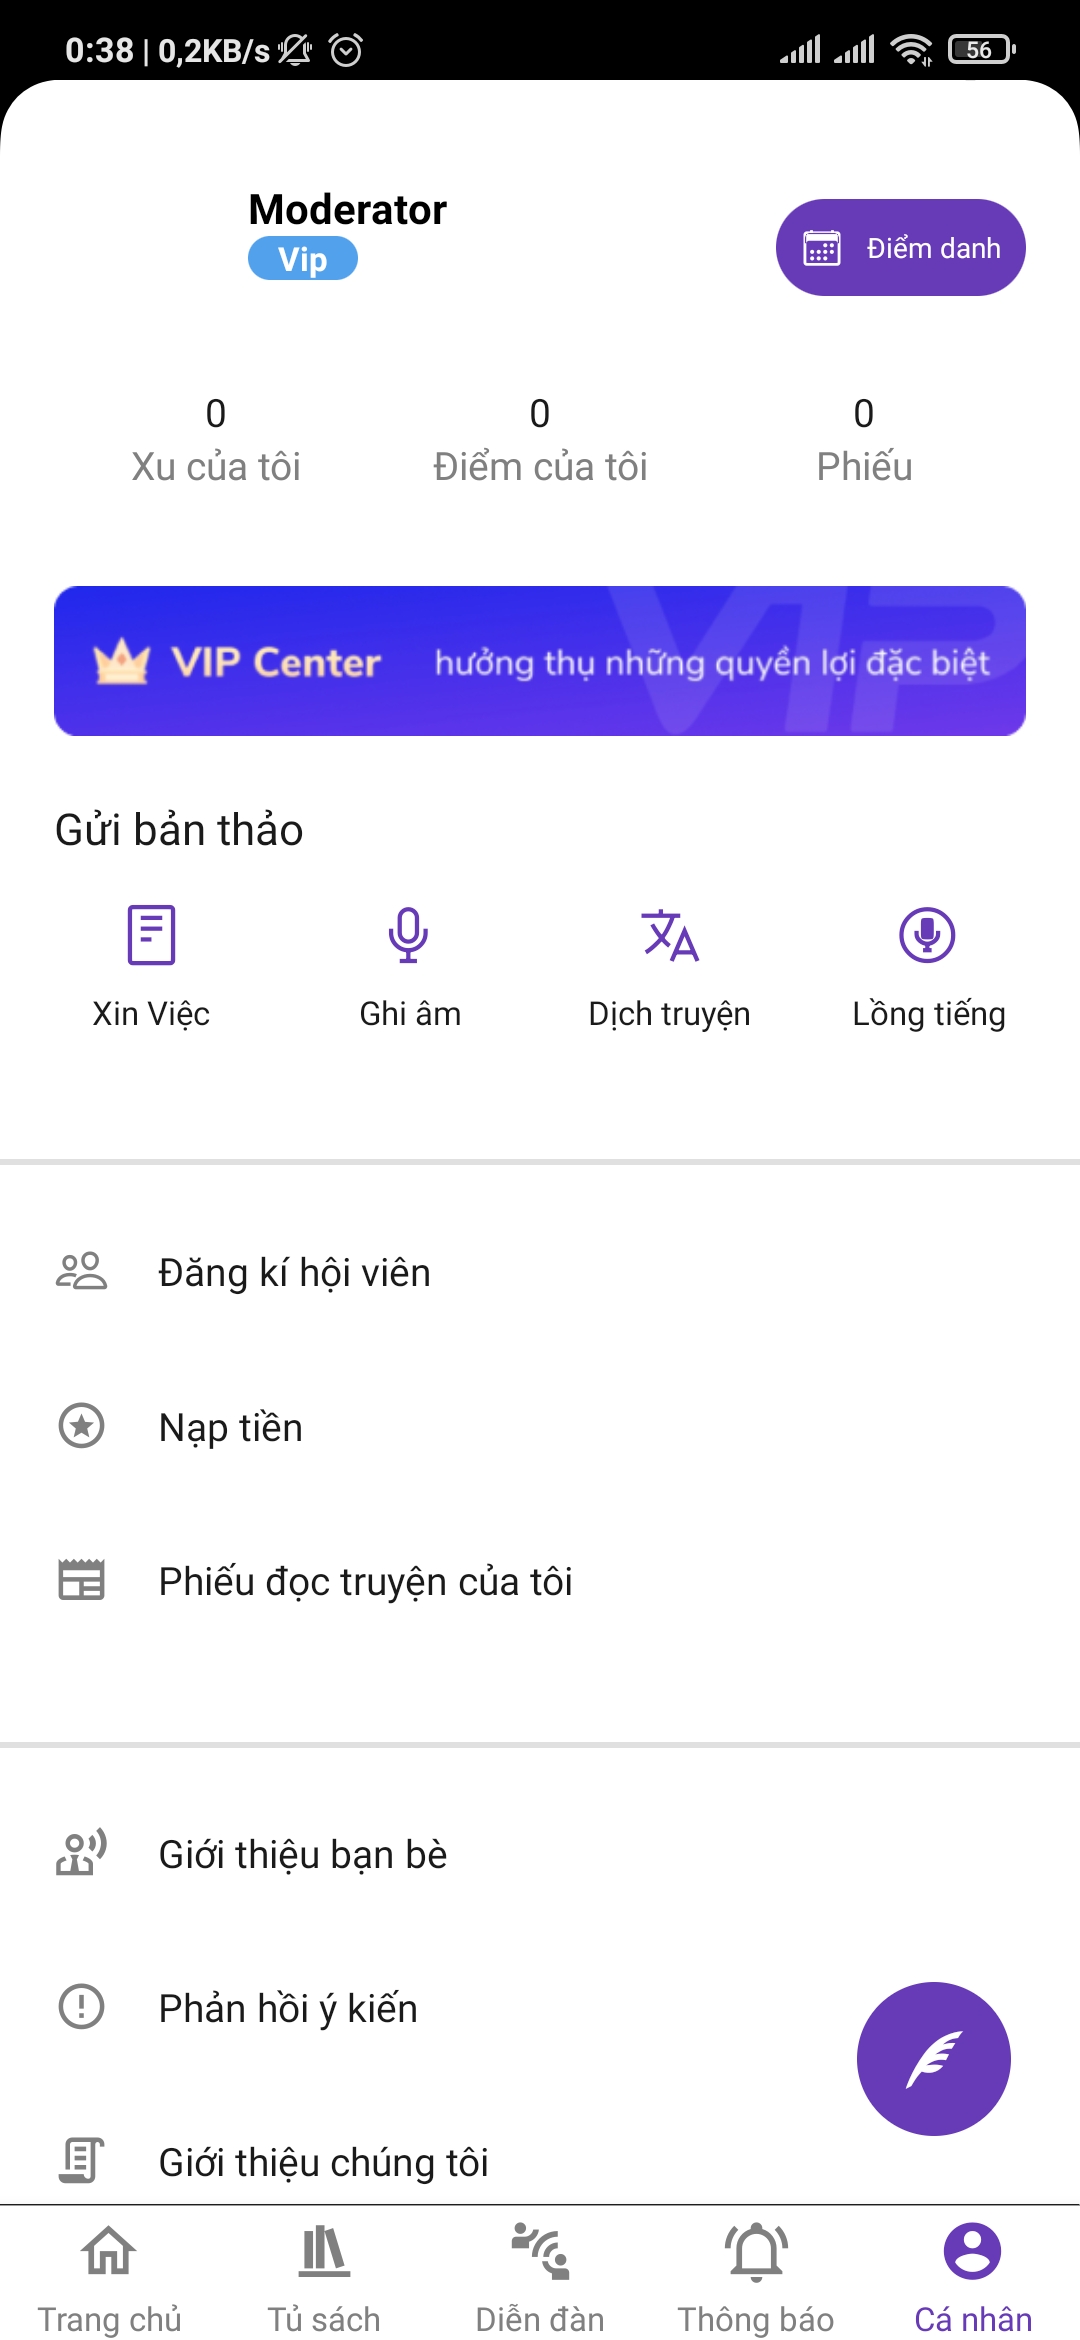 0:38 | 0,2KB/s
56
Moderator
Vip
Điểm danh
0
Xu của tôi
0
Điểm của tôi
0
Phiếu
VIP Center
hưởng thụ những quyền lợi đặc biệt
VIP
Gửi bản thảo
Xin Việc
Ghi âm
Dịch truyện
Lồng tiếng
Đăng kí hội viên
Nạp tiền
Phiếu đọc truyện của tôi
Giới thiệu bạn bè
Phản hồi ý kiến
Giới thiệu chúng tôi
Trang chủ
Tủ sách
Diễn đàn
Thông báo
Cá nhân